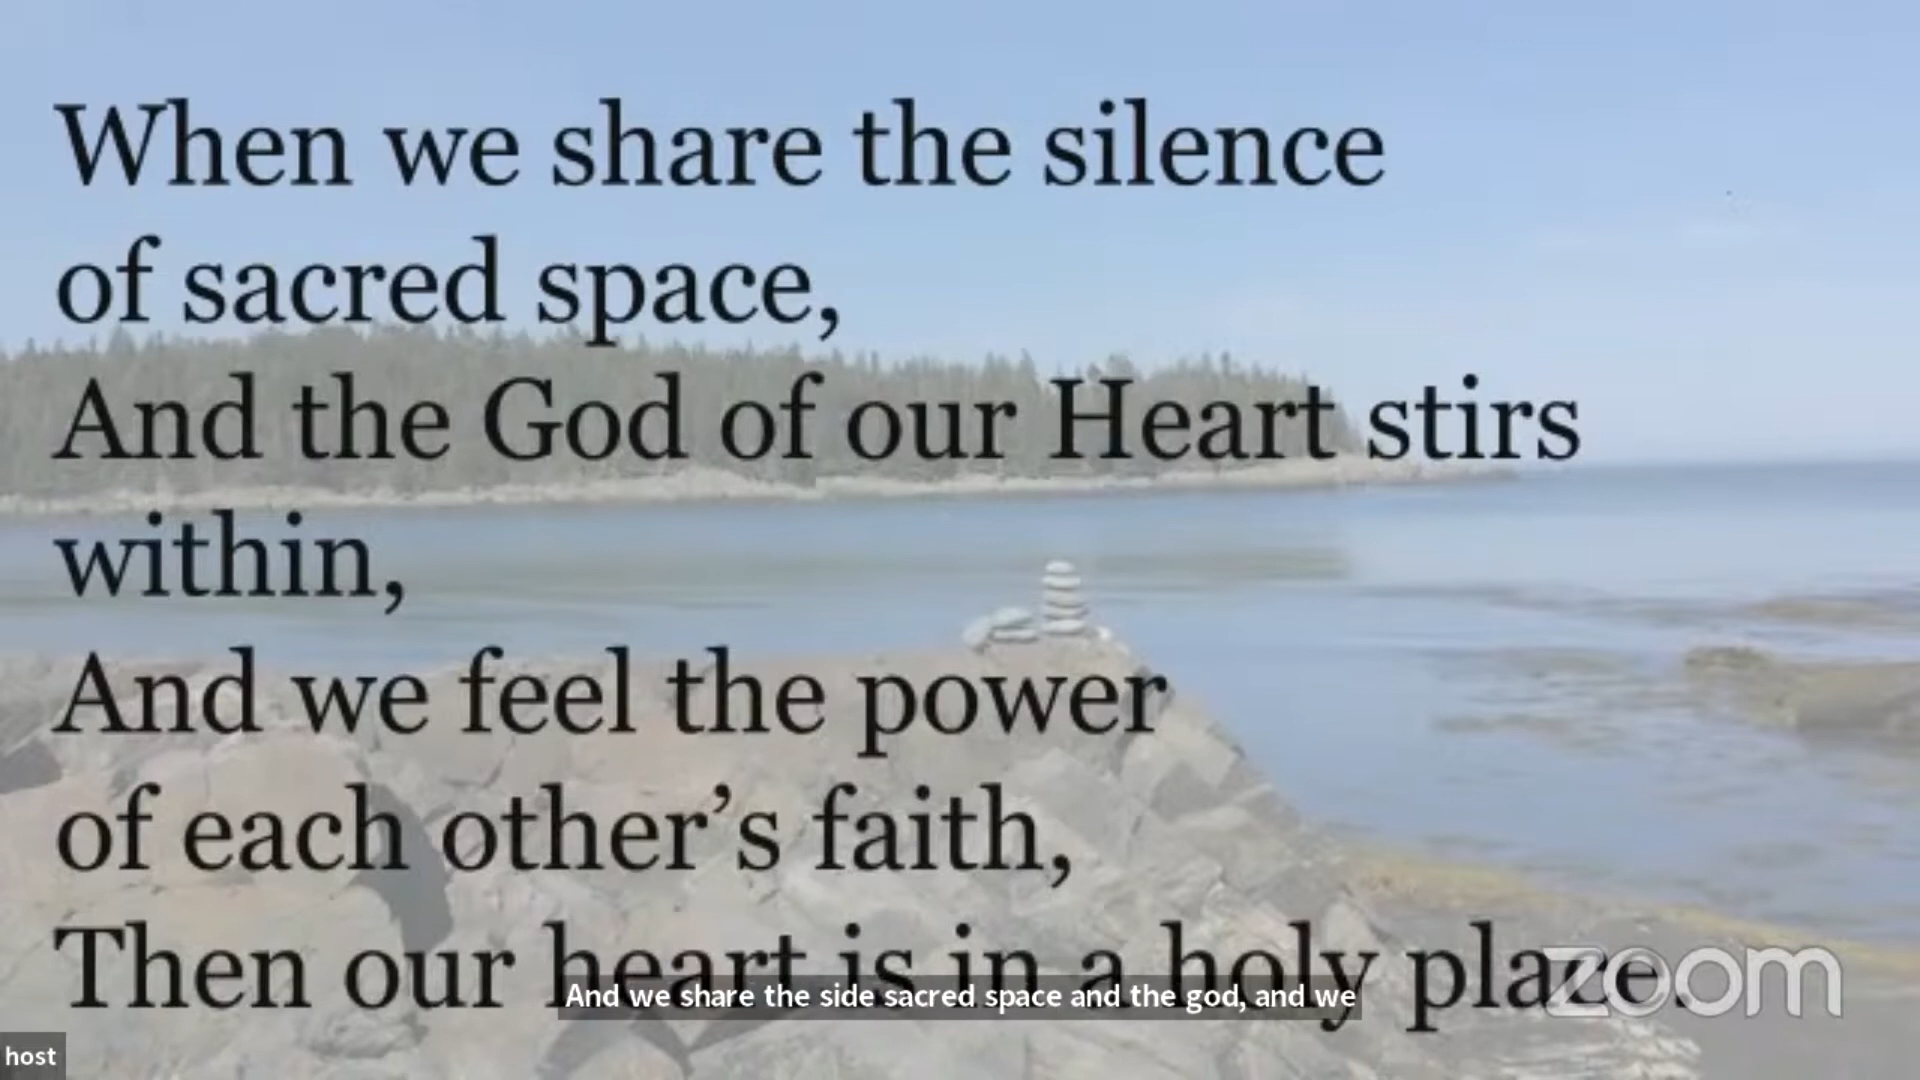 When we share the silence
of sacred space,
And the God of our Heart stirs
within,
And we feel the power
of each other’s faith,
Then our heart is in a holy place.
And we share the side sacred space and the god, and we
zoom
host